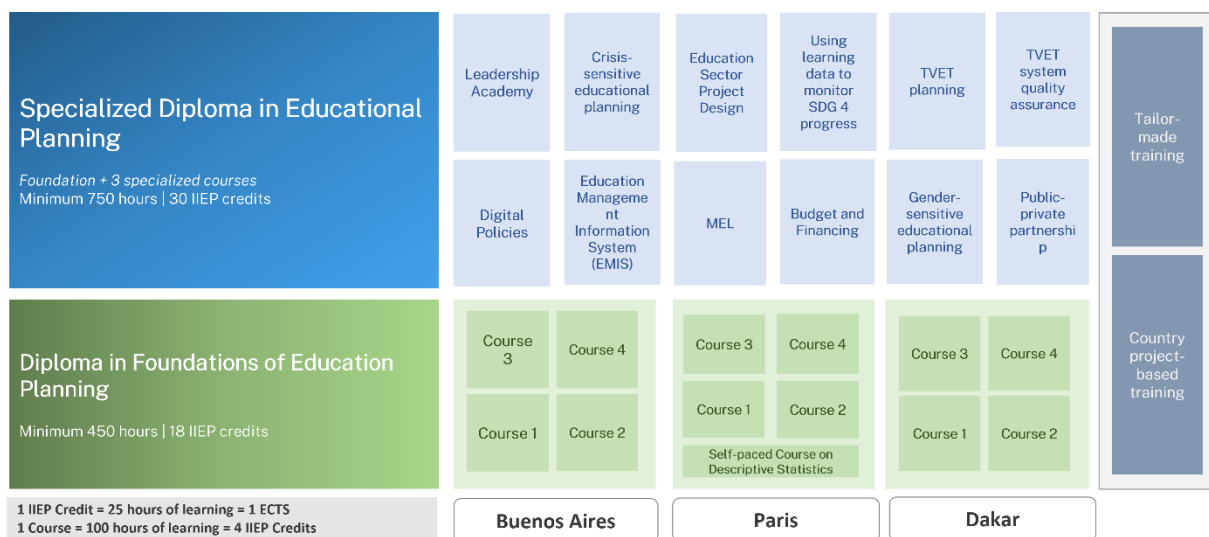 Specialized Diploma in Educational
Planning
Foundation + 3 specialized courses
Minimum 750 hours | 30 IIEP credits
Leadership
Academy
Crisis-
sensitive
educational
planning
Education
Sector
Project
Design
Using
learning
data to
monitor
SDG 4
progress
TVET
planning
TVET
system
quality
assurance
Digital
Policies
Education
Manageme
nt
Information
System
(EMIS)
MEL
Budget and
Financing
Gender-
sensitive
educational
planning
Public-
private
partnershi
p
Tailor-
made
training
Diploma in Foundations of Education
Planning
Minimum 450 hours | 18 IIEP credits
Course
3
Course 4
Course 1
Course 2
Course 3
Course 4
Course 1
Course 2
Self-paced Course on
Descriptive Statistics
Course 3
Course 4
Course 1
Course 2
Country
project-
based
training
1 IIEP Credit = 25 hours of learning = 1 ECTS
1 Course = 100 hours of learning = 4 IIEP Credits
Buenos Aires
Paris
Dakar